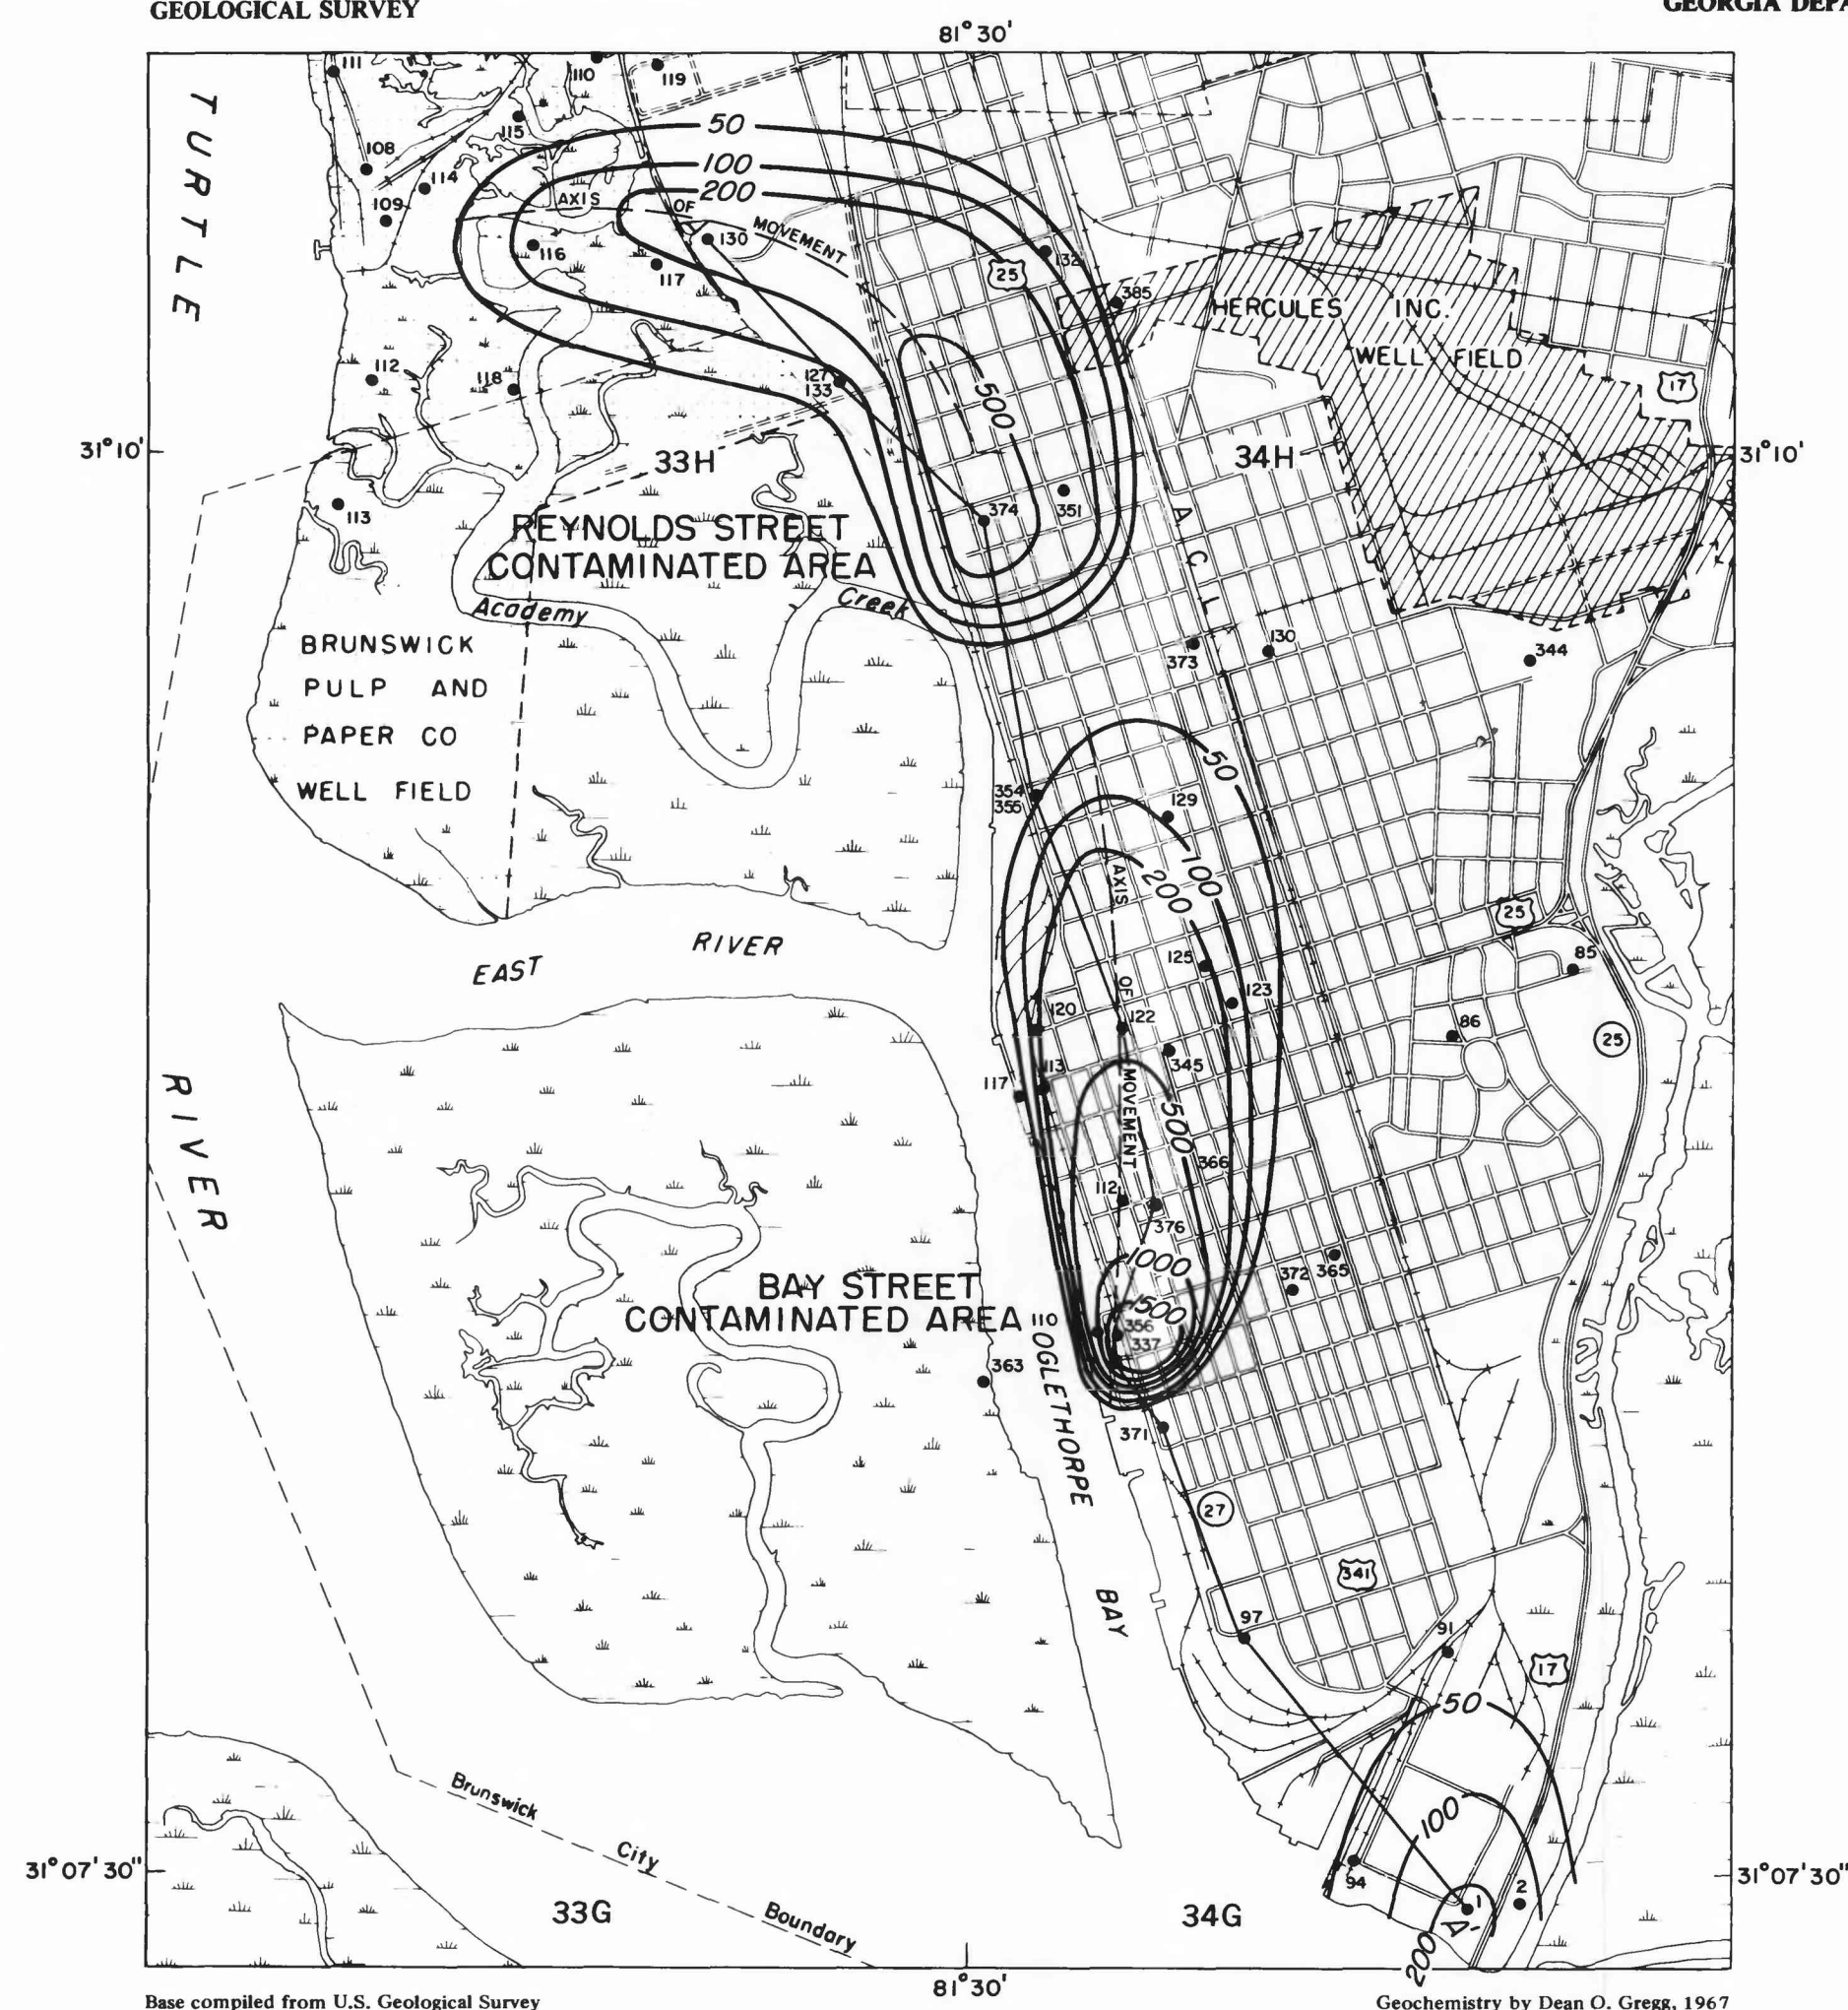 GEOLOGICAL SURVEY
81°30'
111
110
119
50
115
100
108
200
114
AXIS
OF
MOVEMENT
109
130
116
132
117
25
385
TURTLE
HERCULES INC.
WELL FIELD
17
112
118
127
133
500
31°10'
33H
34H
31°10'
113
374
351
A C L
REYNOLDS STREET
CONTAMINATED AREA
Academy
Creek
BRUNSWICK
PULP AND
PAPER CO
WELL FIELD
373
130
344
50
354
355
129
100
200
AXIS
OF
MOVEMENT
25
EAST RIVER
125
85
123
120
122
86
25
113
345
117
RIVER
500
366
112
376
1000
372
365
BAY STREET
CONTAMINATED AREA
110
1500
356
337
363
OGLETHORPE
BAY
371
27
341
97
91
17
50
Brunswick
City
Boundary
100
31°07'30"
31°07'30"
94
2
1
A'
33G
34G
200
81°30'
Base compiled from U.S. Geological Survey
Geochemistry by Dean O. Gregg, 1967